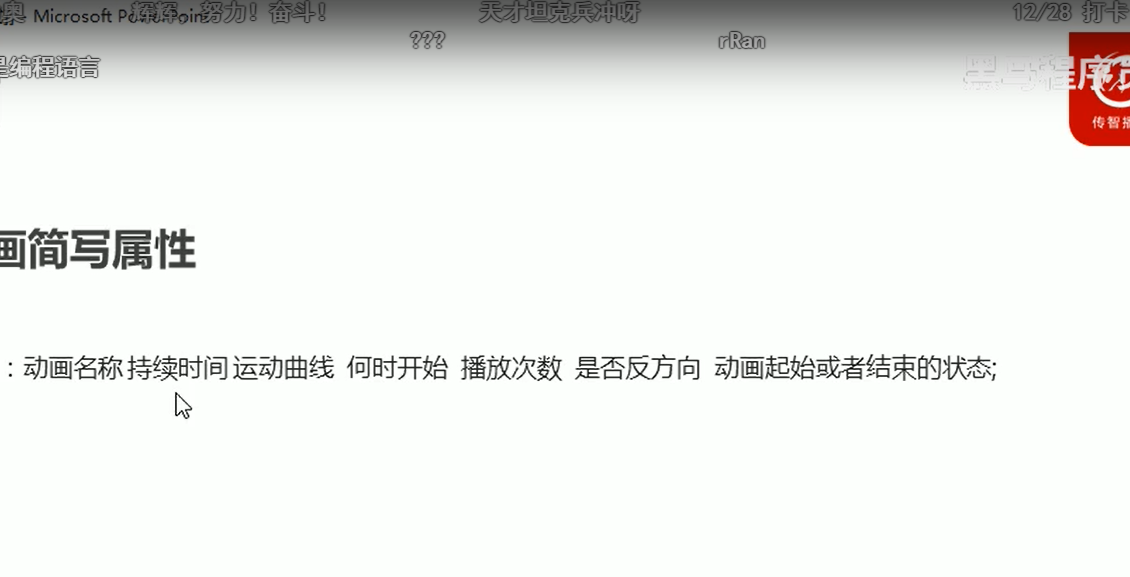 Microsoft PowerPoint
辉辉，努力！奋斗！
天才坦克兵冲呀
12/28 打卡
???
rRan
是编程语言
黑马程序员
传智播
画简写属性
：动画名称 持续时间 运动曲线 何时开始 播放次数 是否反方向 动画起始或者结束的状态;